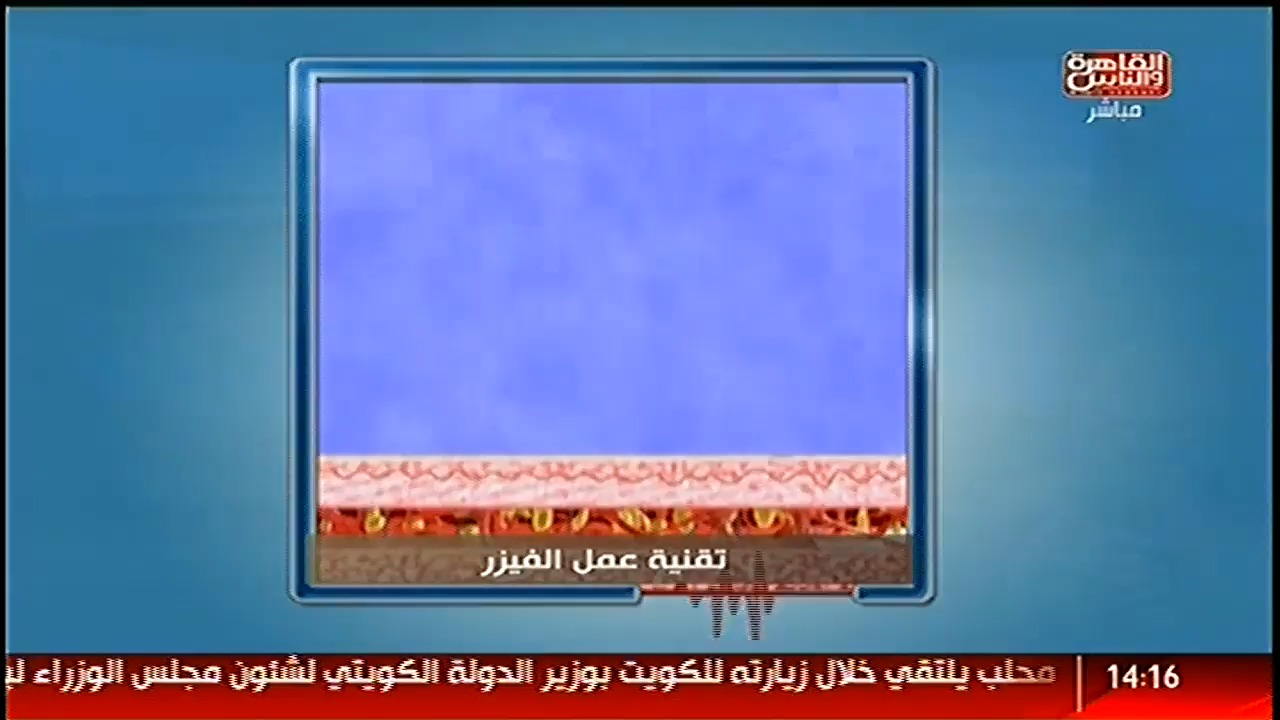 القاهرة
والناس
مباشر
تقنية عمل الفيزر
محلب يلتقي خلال زيارته للكويت بوزير الدولة الكويتي لشئون مجلس الوزراء
14:16